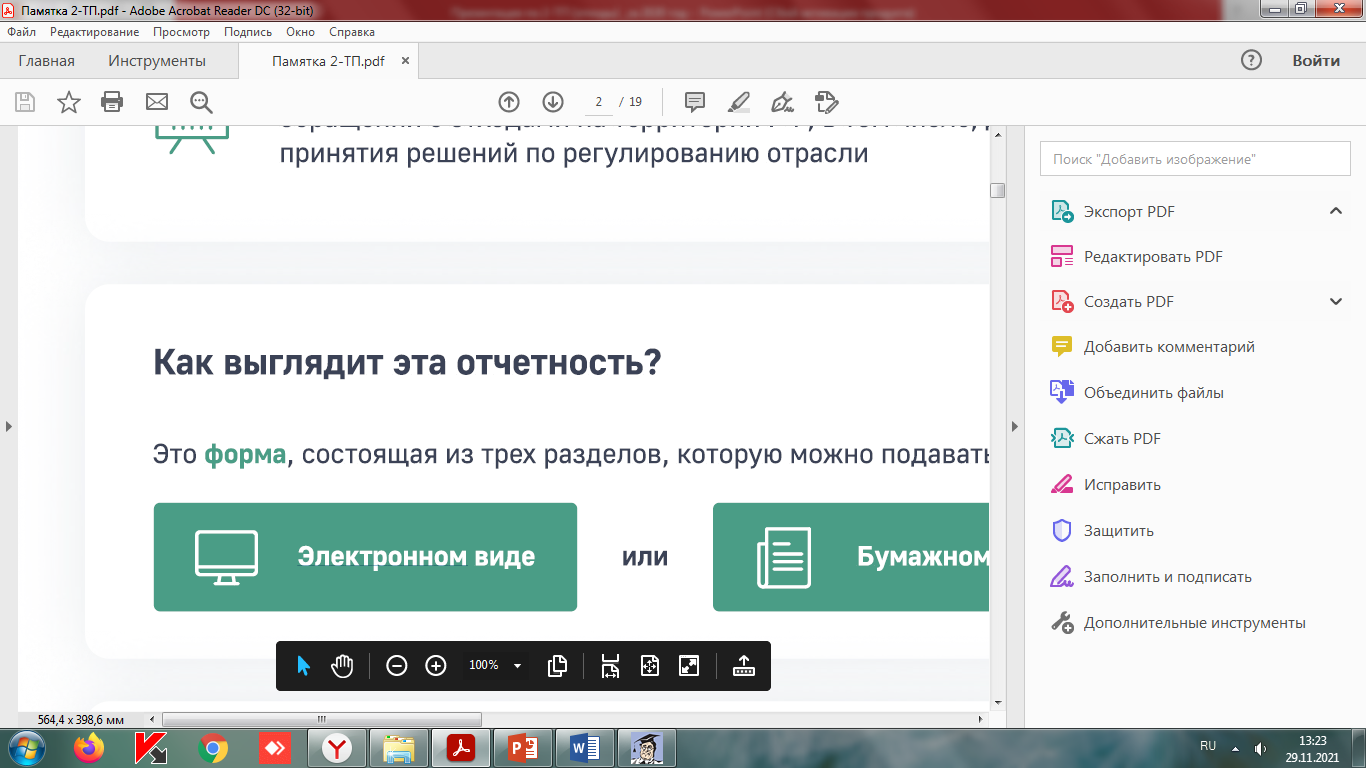 Памятка 2-ТП.pdf - Adobe Acrobat Reader DC (32-bit)
Файл Редактирование Просмотр Подпись Окно Справка
Главная Инструменты Памятка 2-ТП.pdf × Войти
2 / 19
принятия решений по регулированию отрасли
Как выглядит эта отчетность?
Это форма, состоящая из трех разделов, которую можно подавать
Электронном виде или Бумажном
100%
564,4 x 398,6 мм
Поиск "Добавить изображение"
Экспорт PDF
Редактировать PDF
Создать PDF
Добавить комментарий
Объединить файлы
Сжать PDF
Исправить
Защитить
Заполнить и подписать
Дополнительные инструменты
RU 13:23
29.11.2021